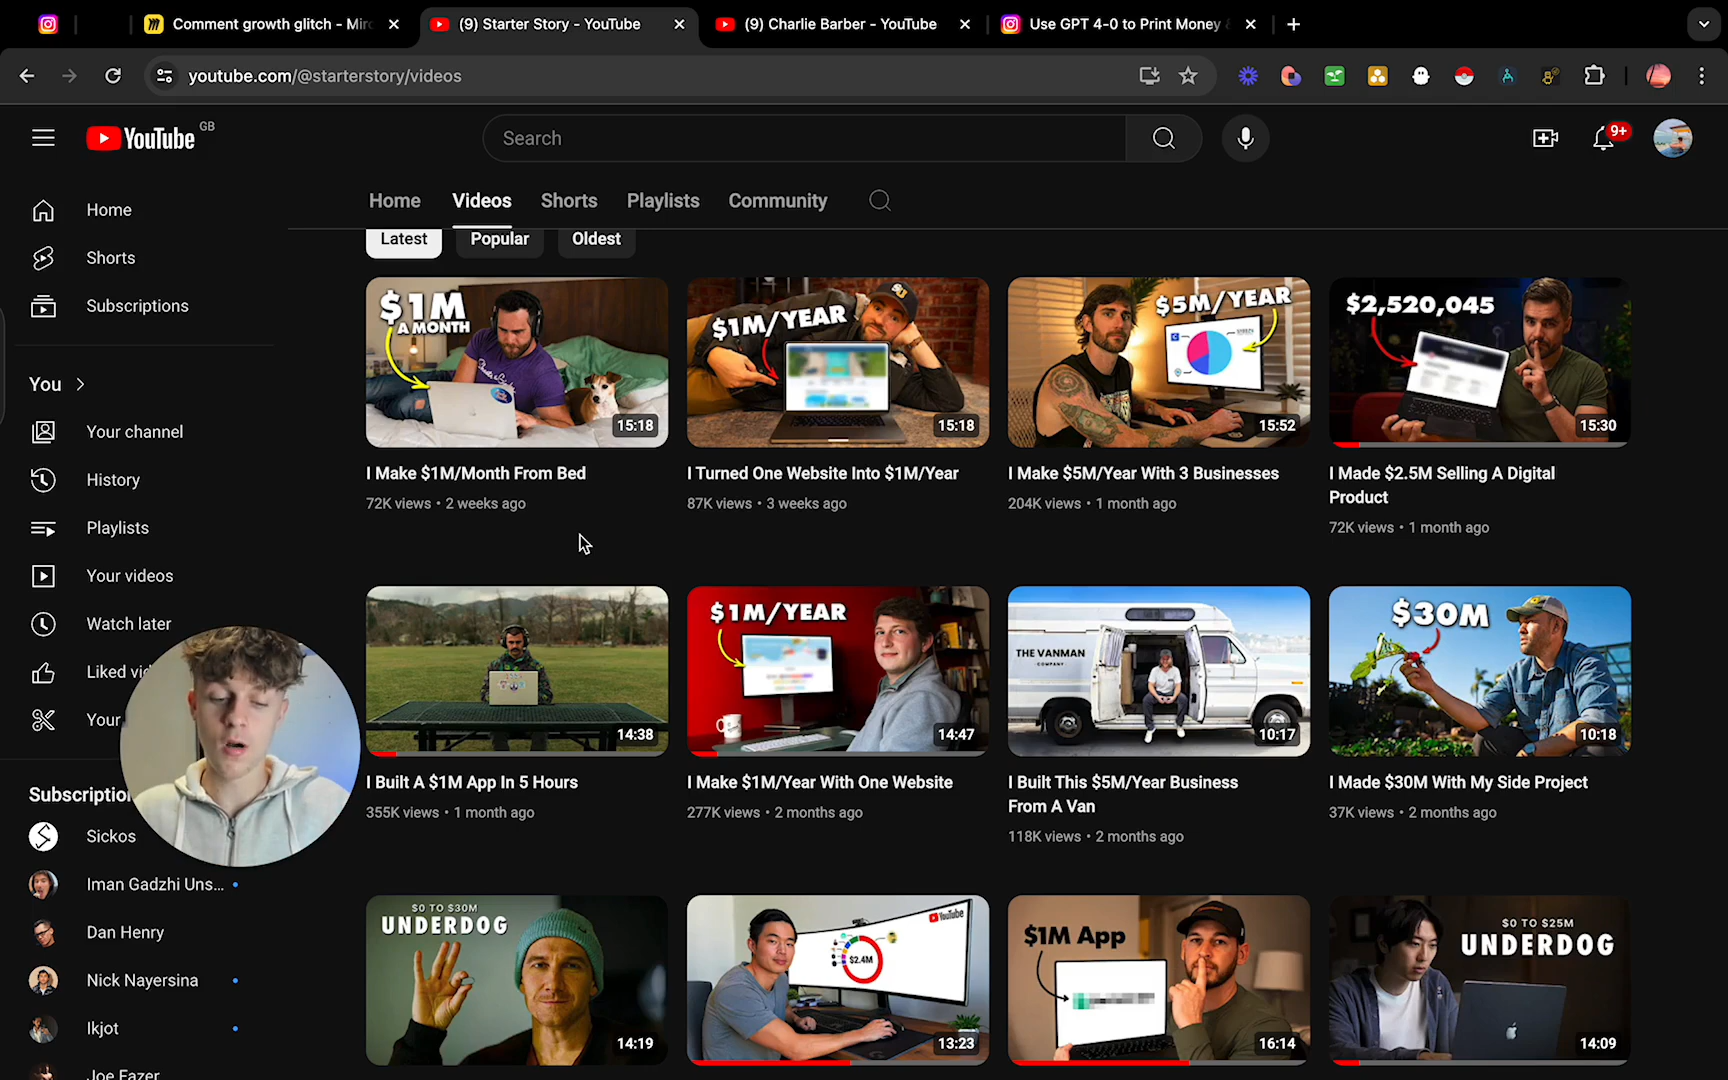 Comment growth glitch - Mirc
(9) Starter Story - YouTube
(9) Charlie Barber - YouTube
Use GPT 4-0 to Print Money
youtube.com/@starterstory/videos
YouTube GB
Search
9+
Home
Shorts
Subscriptions
You
Your channel
History
Playlists
Your videos
Watch later
Liked vi
Your
Subscription
Sickos
Iman Gadzhi Uns...
Dan Henry
Nick Nayersina
Ikjot
Joe Fazer
Home
Videos
Shorts
Playlists
Community
Latest
Popular
Oldest
$1M
A MONTH
15:18
I Make $1M/Month From Bed
72K views • 2 weeks ago
$1M/YEAR
15:18
I Turned One Website Into $1M/Year
87K views • 3 weeks ago
$5M/YEAR
15:52
I Make $5M/Year With 3 Businesses
204K views • 1 month ago
$2,520,045
15:30
I Made $2.5M Selling A Digital
Product
72K views • 1 month ago
14:38
I Built A $1M App In 5 Hours
355K views • 1 month ago
$1M/YEAR
14:47
I Make $1M/Year With One Website
277K views • 2 months ago
THE VANMAN
COMPANY
10:17
I Built This $5M/Year Business
From A Van
118K views • 2 months ago
$30M
10:18
I Made $30M With My Side Project
37K views • 2 months ago
$0 TO $30M
UNDERDOG
14:19
YouTube
$2.4M
13:23
$1M App
16:14
$0 TO $25M
UNDERDOG
14:09